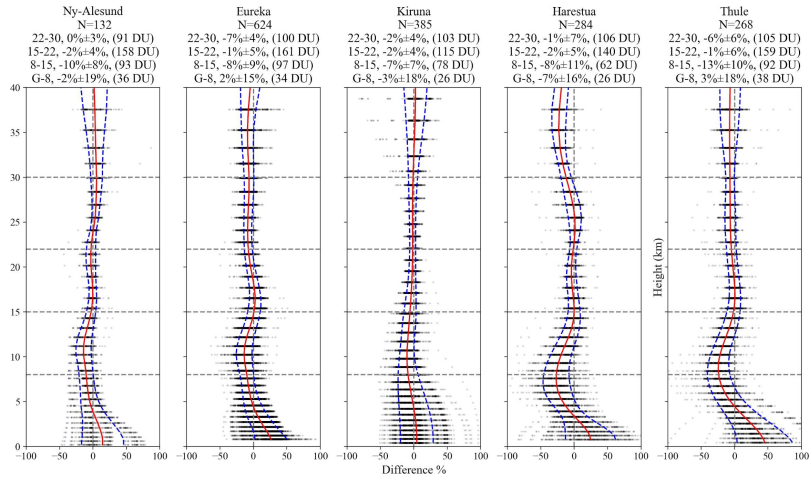 Ny-Alesund
N=132
22-30, 0%±3%, (91 DU)
15-22, -2%±4%, (158 DU)
8-15, -10%±8%, (93 DU)
G-8, -2%±19%, (36 DU)
Eureka
N=624
22-30, -7%±4%, (100 DU)
15-22, -1%±5%, (161 DU)
8-15, -8%±9%, (97 DU)
G-8, 2%±15%, (34 DU)
Kiruna
N=385
22-30, -2%±4%, (103 DU)
15-22, -2%±4%, (115 DU)
8-15, -7%±7%, (78 DU)
G-8, -3%±18%, (26 DU)
Harestua
N=284
22-30, -1%±7%, (106 DU)
15-22, -2%±5%, (140 DU)
8-15, -8%±11%, (62 DU)
G-8, -7%±16%, (26 DU)
Thule
N=268
22-30, -6%±6%, (105 DU)
15-22, -1%±6%, (159 DU)
8-15, -13%±10%, (92 DU)
G-8, 3%±18%, (38 DU)
40
35
30
25
20
15
10
5
0
Height (km)
−100 −50 0 50 100
−100 −50 0 50 100
−100 −50 0 50 100
−100 −50 0 50 100
−100 −50 0 50 100
Difference %